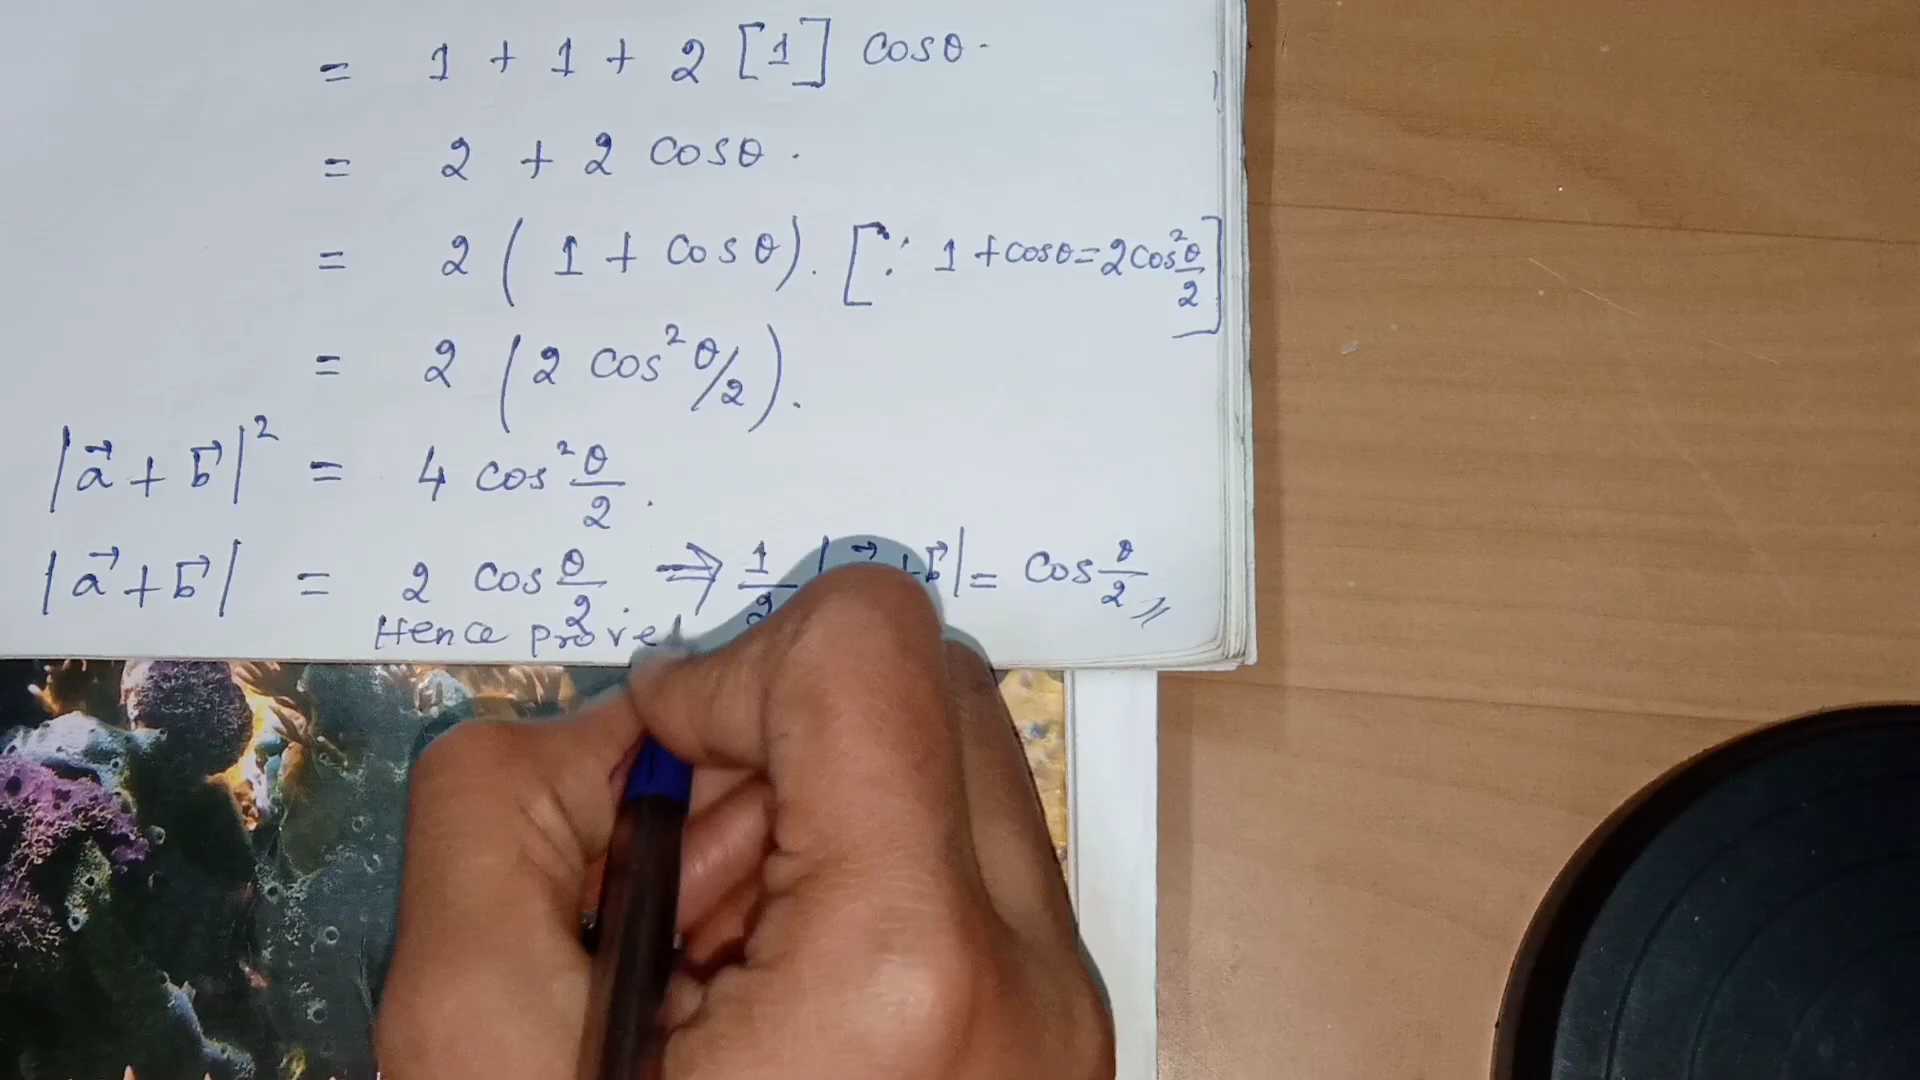 = 1 + 1 + 2 [1] cosθ.
= 2 + 2 cosθ.
= 2 ( 1 + cosθ). [∵ 1 + cosθ = 2cos²θ/2]
= 2 (2 cos²θ/2).
|a⃗ + b⃗|² = 4 cos²θ/2.
|a⃗ + b⃗| = 2 cos θ/2. ⇒ 1/2 | + b⃗| = cos θ/2 //
Hence